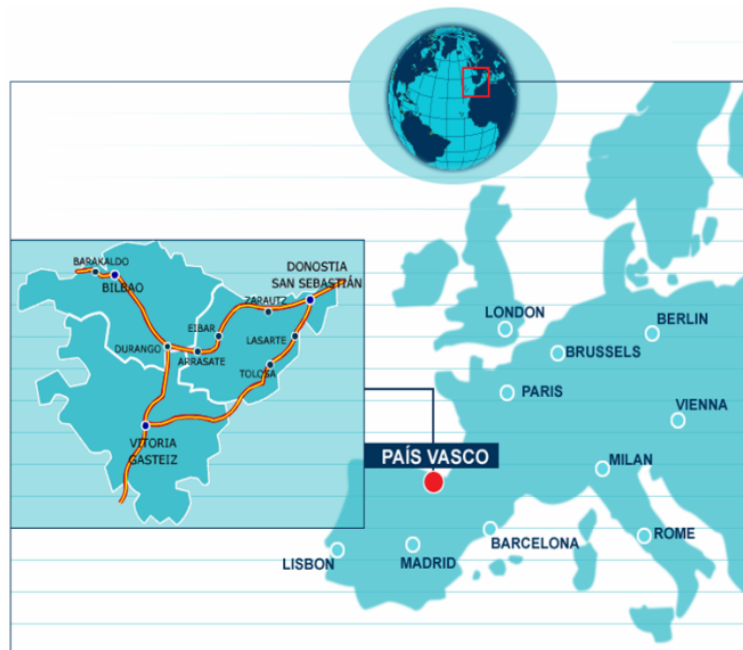 BARAKALDO
BILBAO
DONOSTIA
SAN SEBASTIÁN
ZARAUTZ
EIBAR
LASARTE
DURANGO
ARRASATE
TOLOSA
VITORIA
GASTEIZ
LONDON
BERLIN
BRUSSELS
PARIS
VIENNA
PAÍS VASCO
MILAN
ROME
BARCELONA
MADRID
LISBON